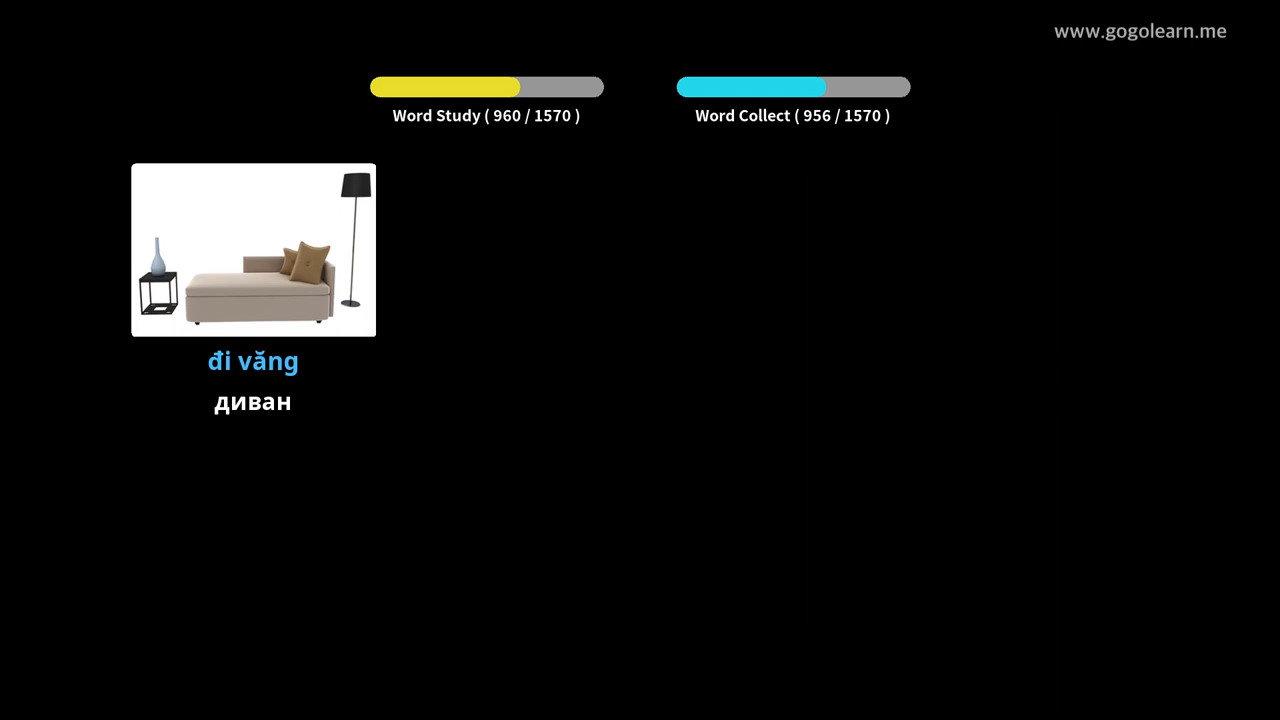 www.gogolearn.me
Word Study ( 960 / 1570 )
Word Collect ( 956 / 1570 )
đi văng
диван